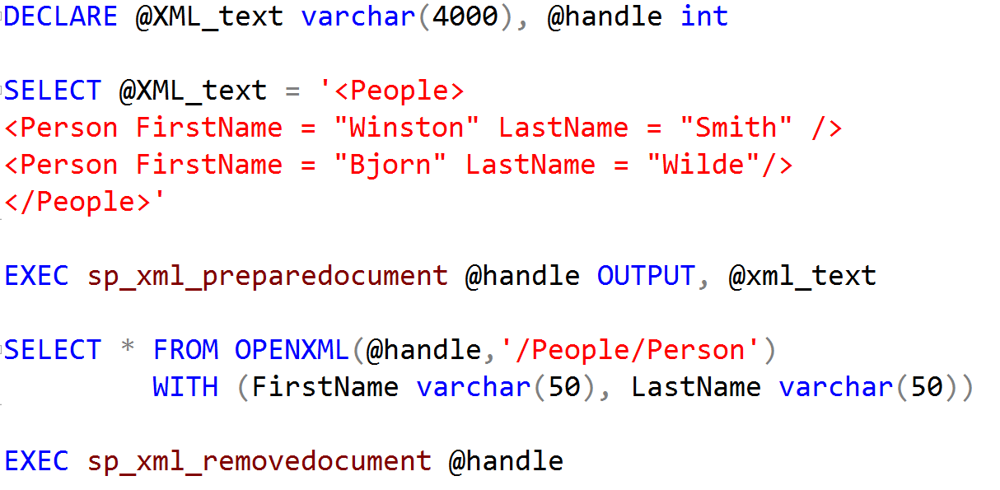 DECLARE @XML_text varchar(4000), @handle int
SELECT @XML_text = '<People>
<Person FirstName = "Winston" LastName = "Smith" />
<Person FirstName = "Bjorn" LastName = "Wilde"/>
</People>'
EXEC sp_xml_preparedocument @handle OUTPUT, @xml_text
SELECT * FROM OPENXML(@handle,'/People/Person')
WITH (FirstName varchar(50), LastName varchar(50))
EXEC sp_xml_removedocument @handle